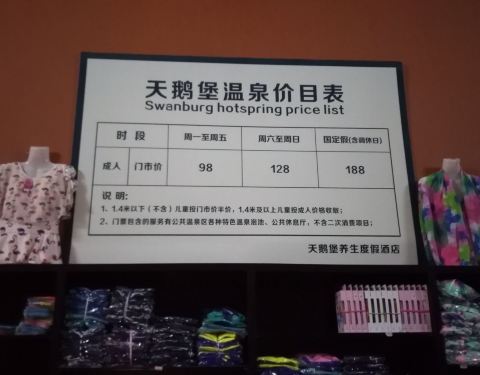 天鹅堡温泉价目表
Swanburg hotspring price list
时 段 周一至周五 周六至周日 国定假(含调休日)
成人 门市价 98 128 188
说 明:
1、1.4米以下（不含）儿童按门市价半价，1.4米及以上儿童按成人价格收取；
2、门票包含的服务有公共温泉区各种特色温泉浴池、公共休息厅，不含二次消费项目；
天鹅堡养生度假酒店